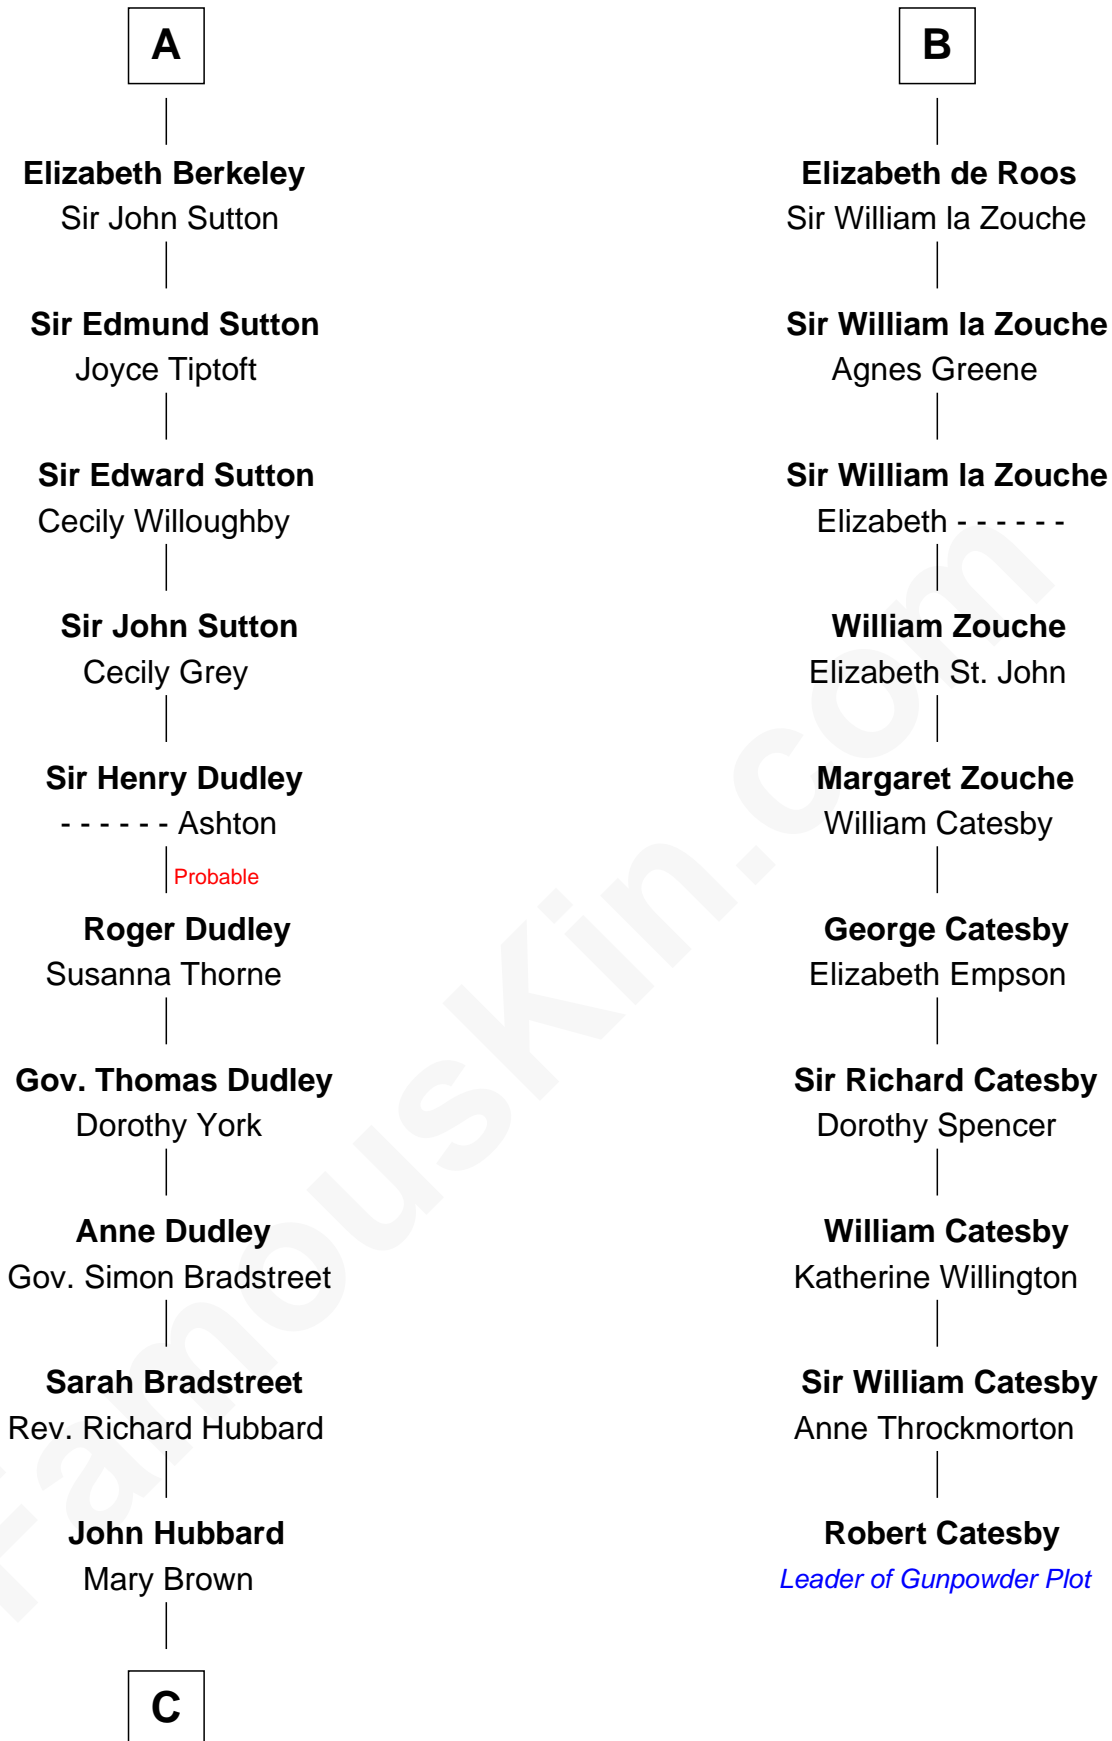 A
Elizabeth Berkeley
Sir John Sutton
Sir Edmund Sutton
Joyce Tiptoft
Sir Edward Sutton
Cecily Willoughby
Sir John Sutton
Cecily Grey
Sir Henry Dudley
- - - - - - Ashton
Probable
Roger Dudley
Susanna Thorne
Gov. Thomas Dudley
Dorothy York
Anne Dudley
Gov. Simon Bradstreet
Sarah Bradstreet
Rev. Richard Hubbard
John Hubbard
Mary Brown
C
B
Elizabeth de Roos
Sir William la Zouche
Sir William la Zouche
Agnes Greene
Sir William la Zouche
Elizabeth - - - - - -
William Zouche
Elizabeth St. John
Margaret Zouche
William Catesby
George Catesby
Elizabeth Empson
Sir Richard Catesby
Dorothy Spencer
William Catesby
Katherine Willington
Sir William Catesby
Anne Throckmorton
Robert Catesby
Leader of Gunpowder Plot
FamousKin.com